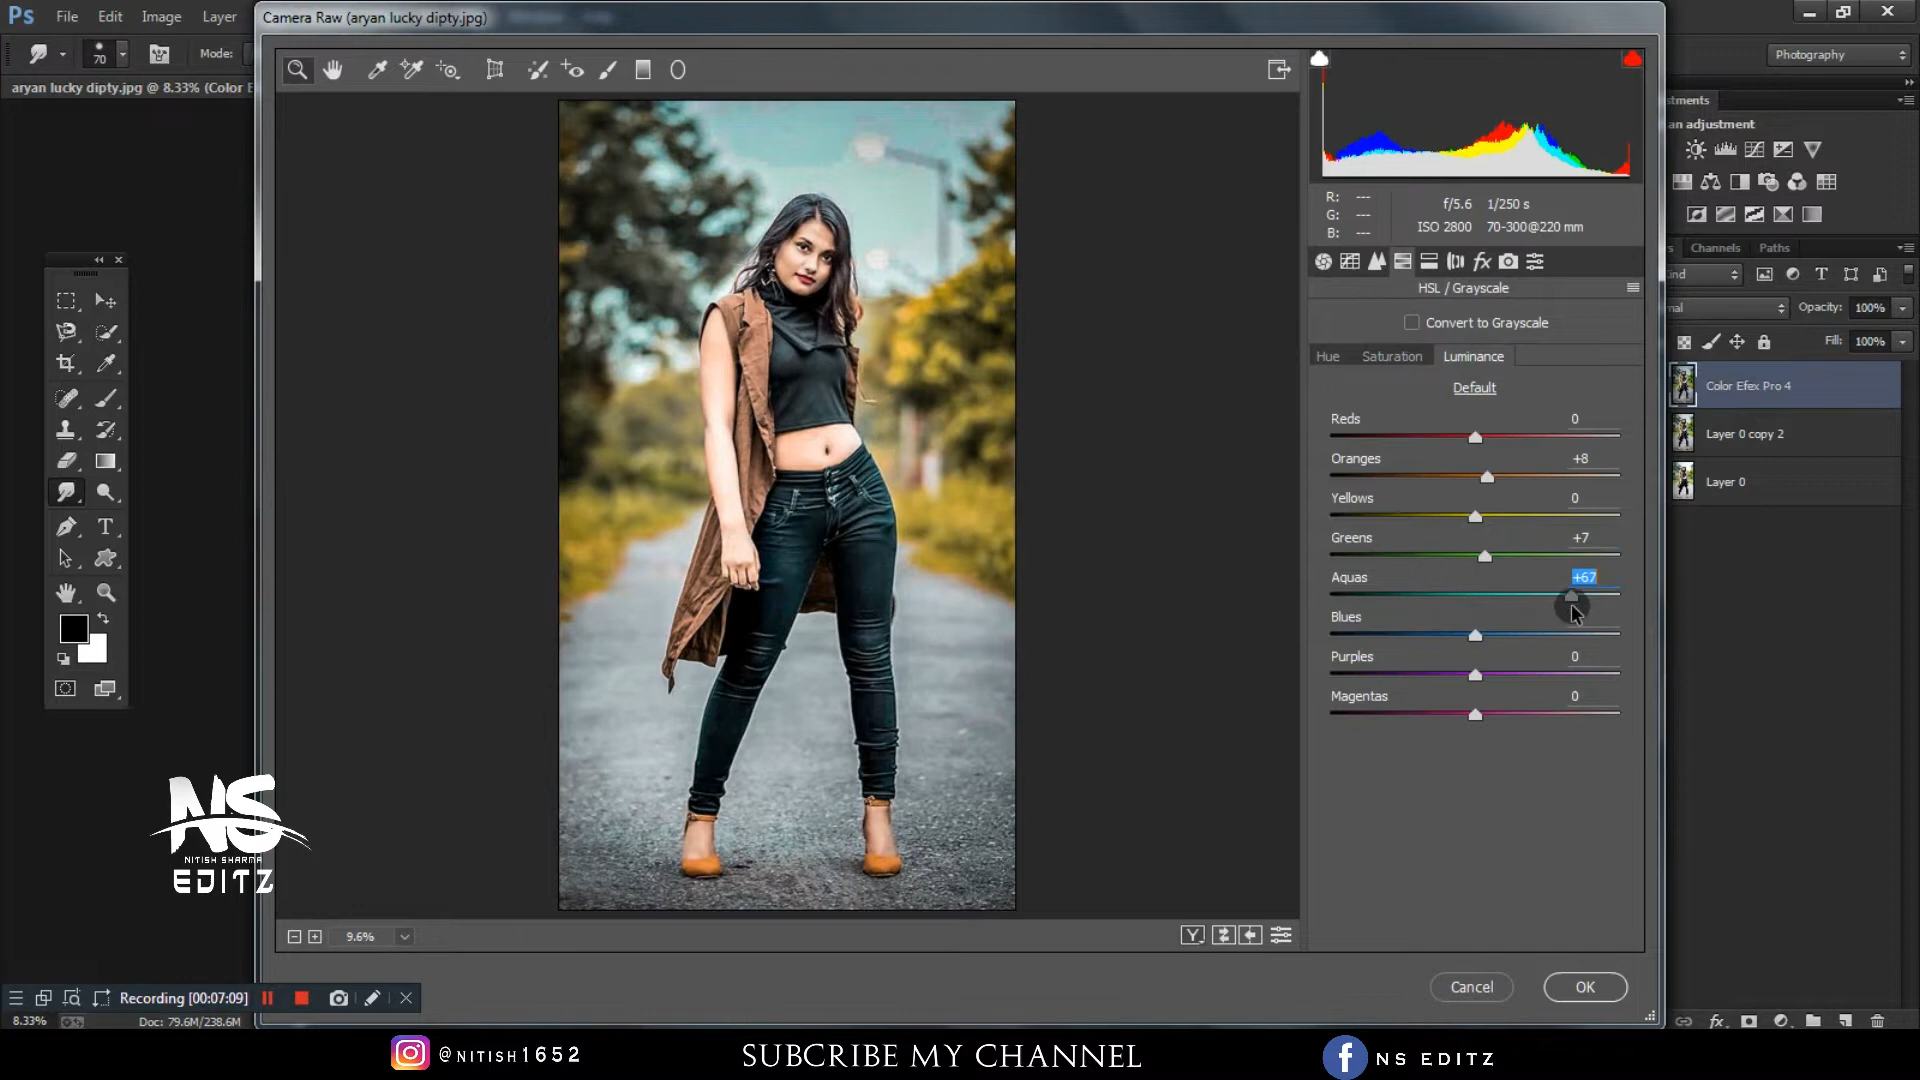 Ps File Edit Image Layer
Camera Raw (aryan lucky dipty.jpg)
70 Mode:
Photography
aryan lucky dipty.jpg @ 8.33% (Color E
stments
an adjustment
R: ---
G: ---
B: ---
f/5.6 1/250 s
ISO 2800 70-300@220 mm
s Channels Paths
ind
HSL / Grayscale
mal Opacity: 100%
Convert to Grayscale
Fill: 100%
Hue Saturation Luminance
Default
Color Efex Pro 4
Reds 0
Layer 0 copy 2
Oranges +8
Layer 0
Yellows 0
Greens +7
Aquas +67
Blues
Purples 0
Magentas 0
NS
NITISH SHARMA
EDITZ
9.6%
Cancel OK
Recording [00:07:09]
8.33% Doc: 79.6M/238.6M
@NITISH1652 SUBCRIBE MY CHANNEL f NS EDITZ